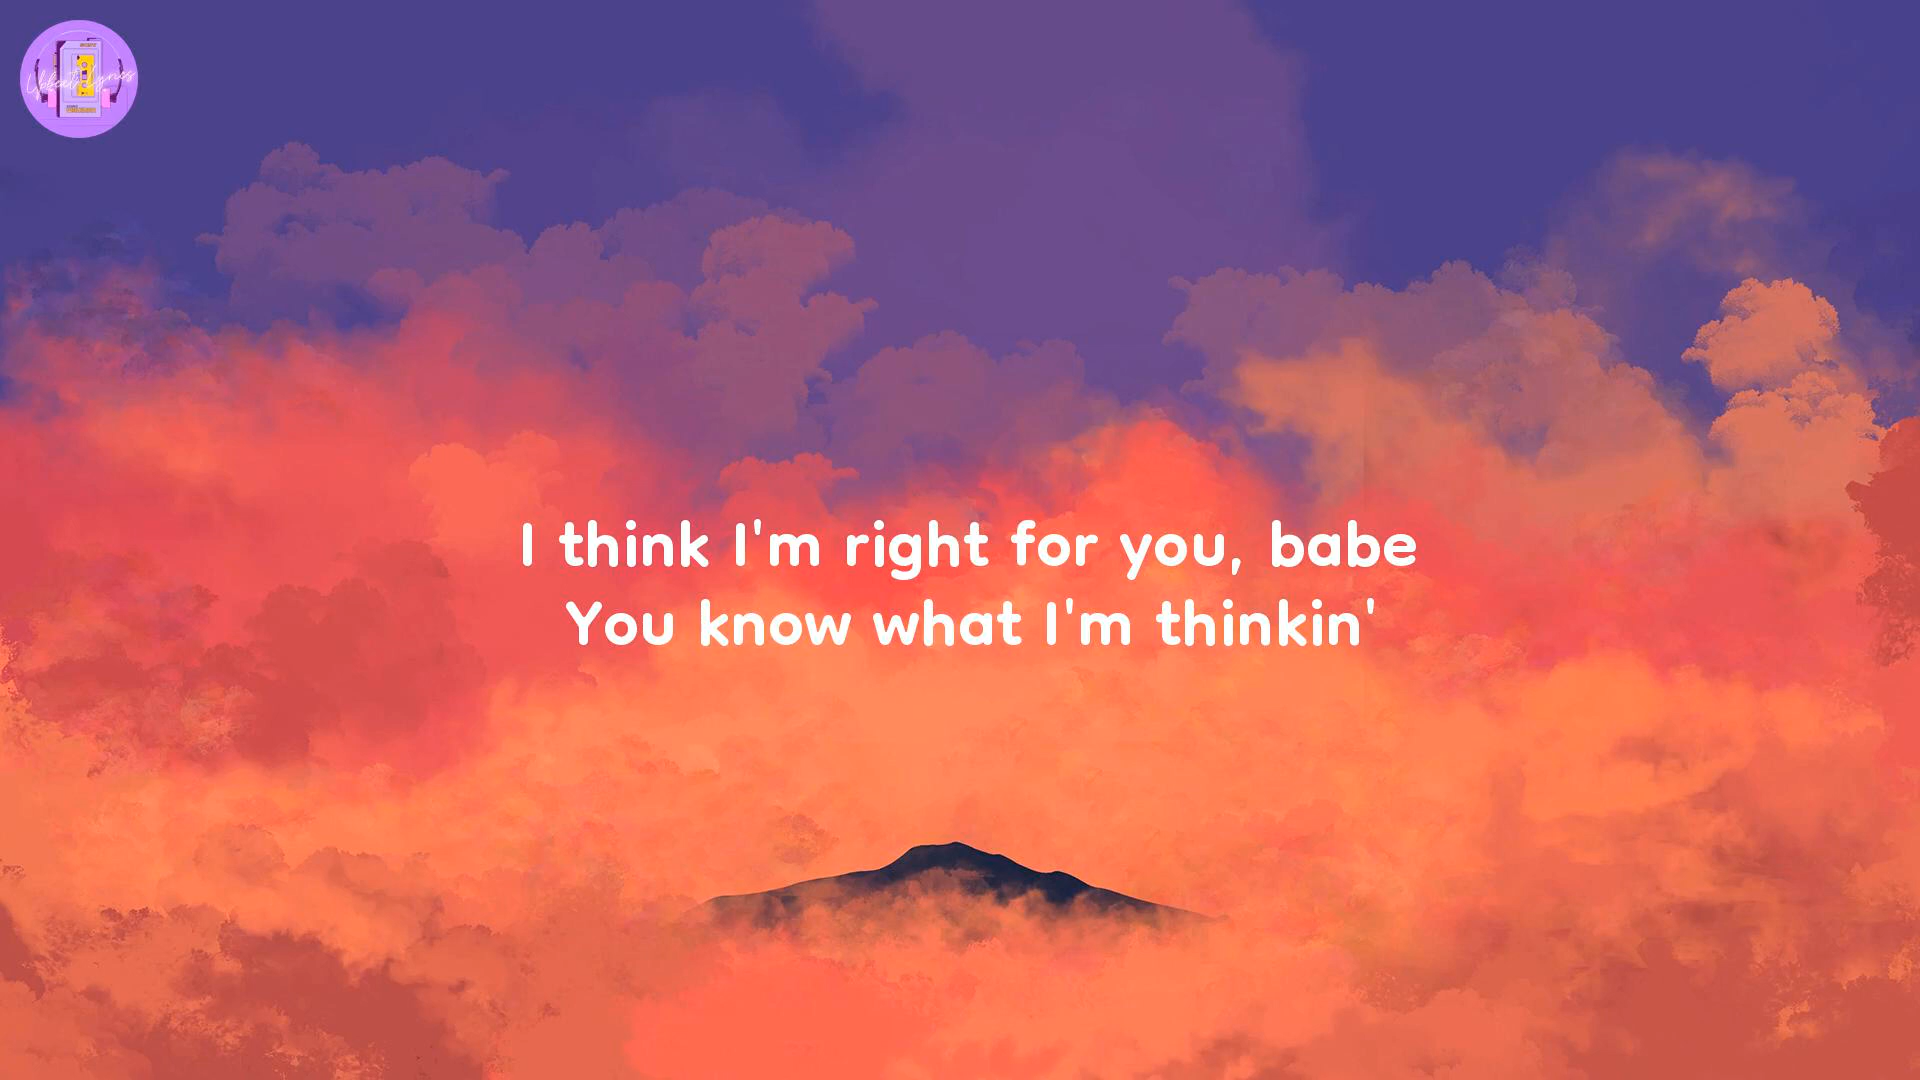 I think I'm right for you, babe
You know what I'm thinkin'